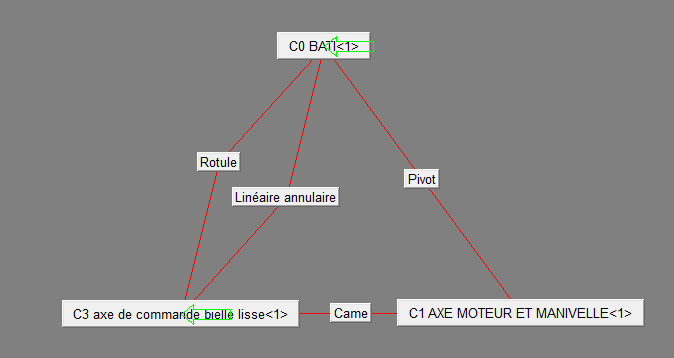 C0 BATI<1>
Rotule
Pivot
Linéaire annulaire
C3 axe de commande bielle lisse<1>
Came
C1 AXE MOTEUR ET MANIVELLE<1>